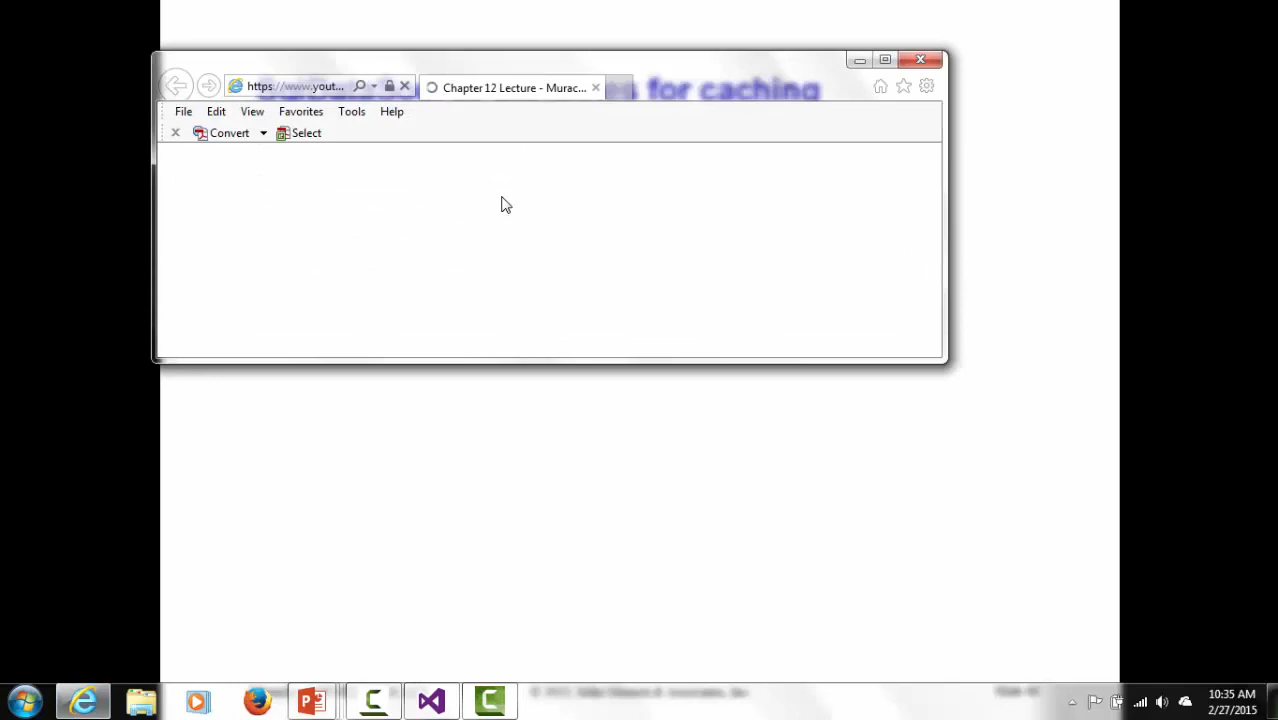 for caching
https://www.yout...
Chapter 12 Lecture - Murac...
File Edit View Favorites Tools Help
Convert Select
10:35 AM
2/27/2015